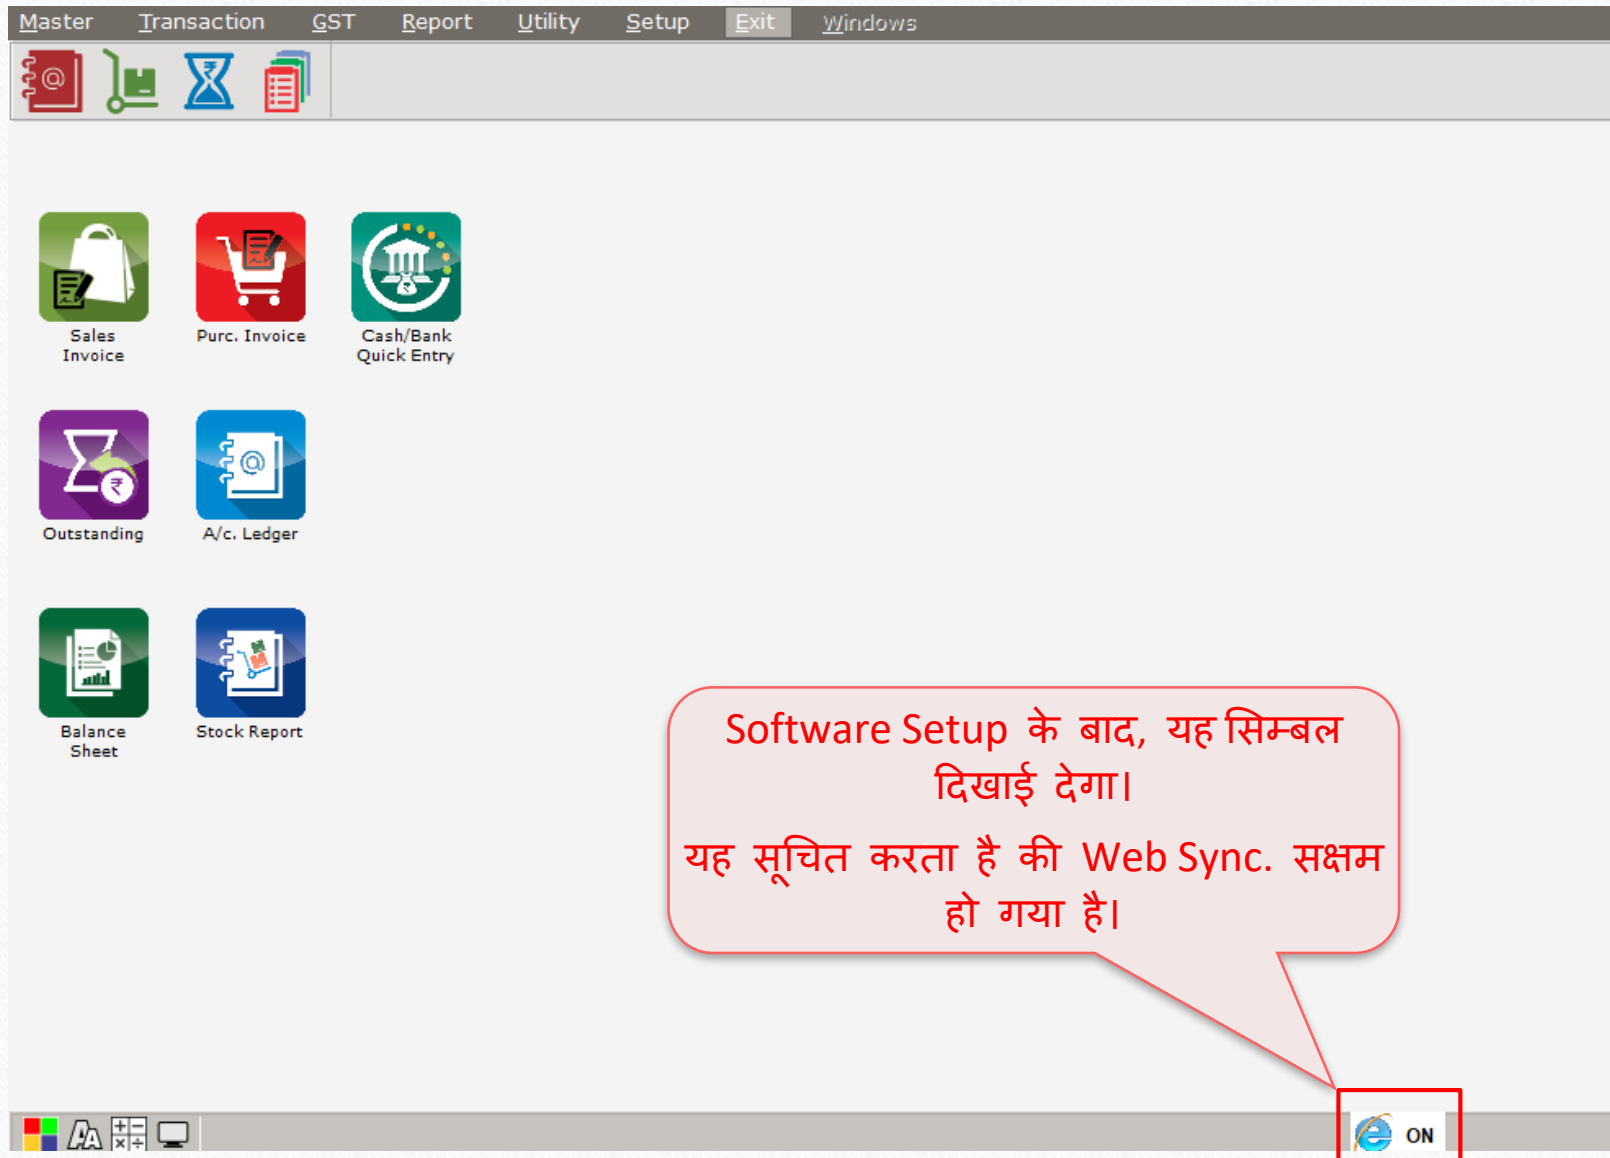 Master Transaction GST Report Utility Setup Exit Windows
Sales
Invoice
Purc. Invoice
Cash/Bank
Quick Entry
Outstanding
A/c. Ledger
Balance
Sheet
Stock Report
Software Setup के बाद, यह सिम्बल
दिखाई देगा।
यह सूचित करता है की Web Sync. सक्षम
हो गया है।
ON